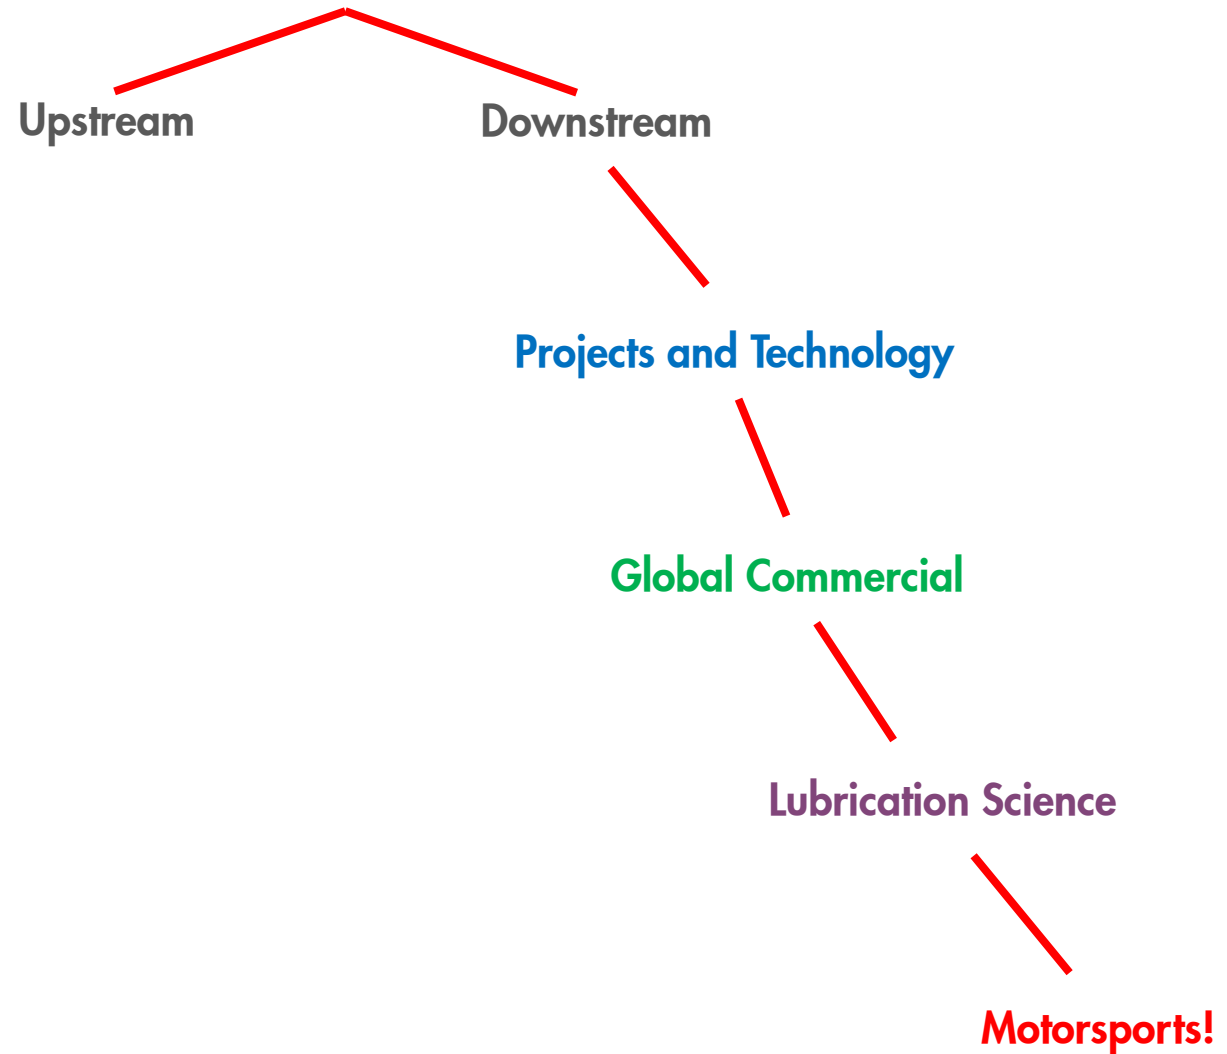 Upstream
Downstream
Projects and Technology
Global Commercial
Lubrication Science
Motorsports!